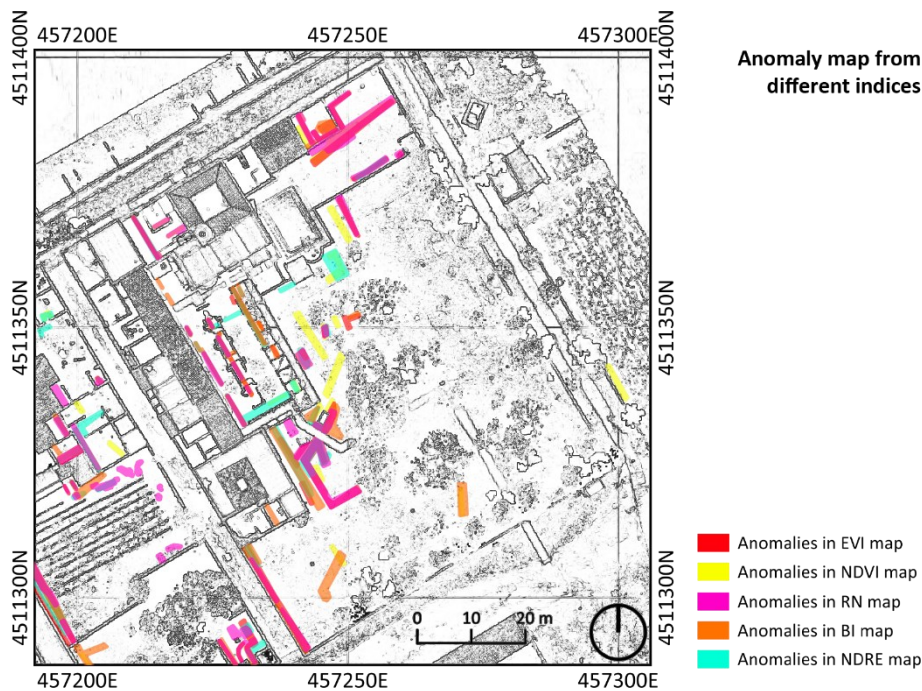 457200E
457250E
457300E
4511400N
4511400N
Anomaly map from
different indices
4511350N
4511350N
4511300N
4511300N
0 10 20 m
Anomalies in EVI map
Anomalies in NDVI map
Anomalies in RN map
Anomalies in BI map
Anomalies in NDRE map
457200E
457250E
457300E